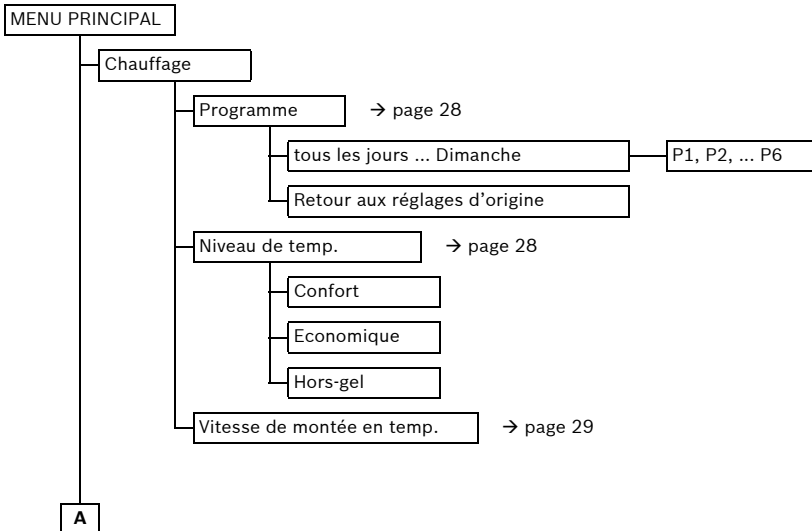 MENU PRINCIPAL
Chauffage
Programme → page 28
tous les jours ... Dimanche P1, P2, ... P6
Retour aux réglages d'origine
Niveau de temp. → page 28
Confort
Economique
Hors-gel
Vitesse de montée en temp. → page 29
A